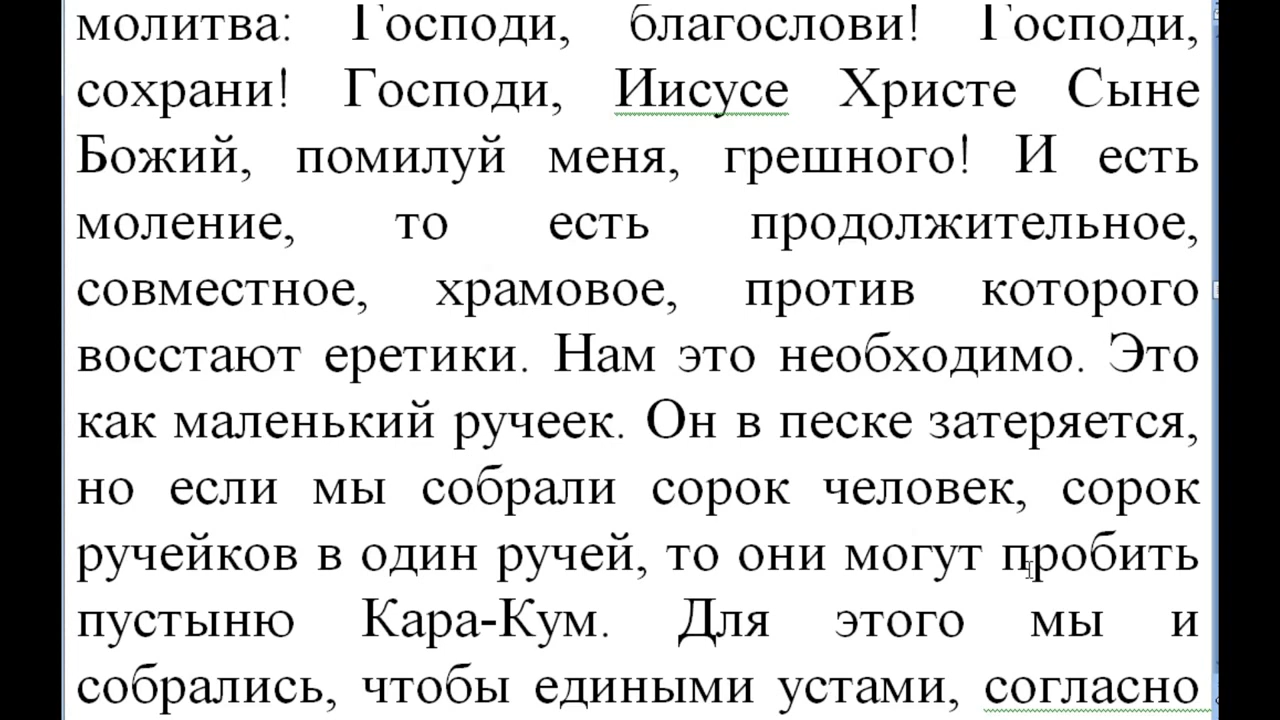 молитва: Господи, благослови! Господи,
сохрани! Господи, Иисусе Христе Сыне
Божий, помилуй меня, грешного! И есть
моление, то есть продолжительное,
совместное, храмовое, против которого
восстают еретики. Нам это необходимо. Это
как маленький ручеек. Он в песке затеряется,
но если мы собрали сорок человек, сорок
ручейков в один ручей, то они могут пробить
пустыню Кара-Кум. Для этого мы и
собрались, чтобы едиными устами, согласно